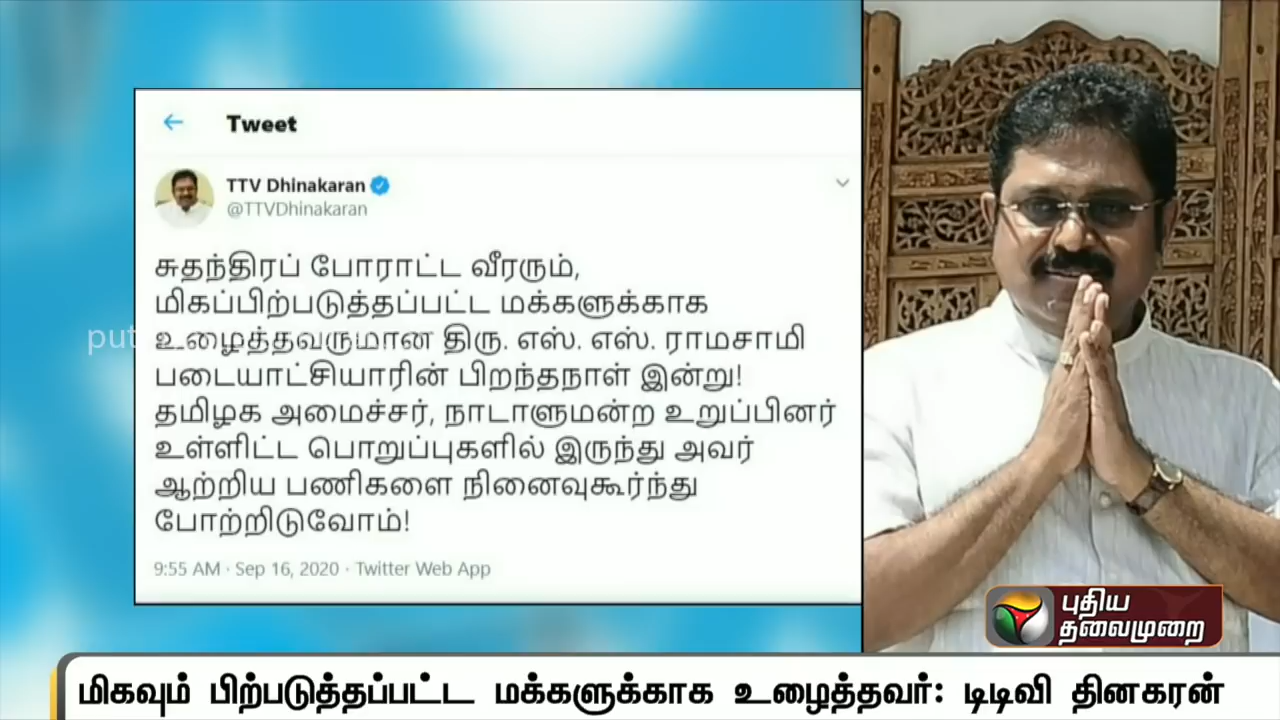 Tweet
TTV Dhinakaran
@TTVDhinakaran
சுதந்திரப் போராட்ட வீரரும்,
மிகப்பிற்படுத்தப்பட்ட மக்களுக்காக
உழைத்தவருமான திரு. எஸ். எஸ். ராமசாமி
படையாட்சியாரின் பிறந்தநாள் இன்று!
தமிழக அமைச்சர், நாடாளுமன்ற உறுப்பினர்
உள்ளிட்ட பொறுப்புகளில் இருந்து அவர்
ஆற்றிய பணிகளை நினைவுகூர்ந்து
போற்றிடுவோம்!
9:55 AM · Sep 16, 2020 · Twitter Web App
புதிய
தலைமுறை
மிகவும் பிற்படுத்தப்பட்ட மக்களுக்காக உழைத்தவர்: டிடிவி தினகரன்